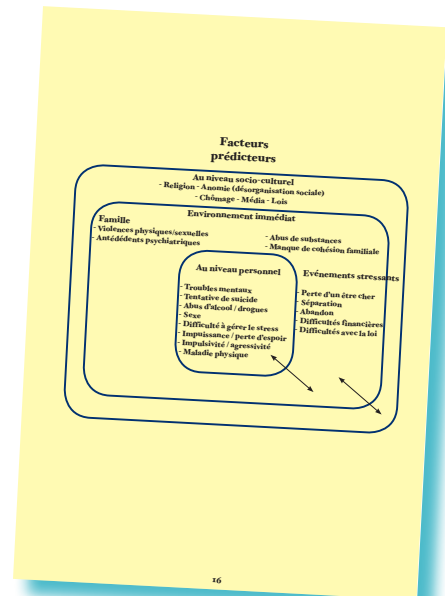 Facteurs
prédicteurs
Au niveau socio-culturel
- Religion - Anomie (désorganisation sociale)
- Chômage - Média - Lois
Environnement immédiat
Famille
- Violences physiques/sexuelles
- Antédédents psychiatriques
- Abus de substances
- Manque de cohésion familiale
Au niveau personnel
- Troubles mentaux
- Tentative de suicide
- Abus d'alcool / drogues
- Sexe
- Difficulté à gérer le stress
- Impuissance / perte d'espoir
- Impulsivité / agressivité
- Maladie physique
Evénements stressants
- Perte d'un être cher
- Séparation
- Abandon
- Difficultés financières
- Difficultés avec la loi
16